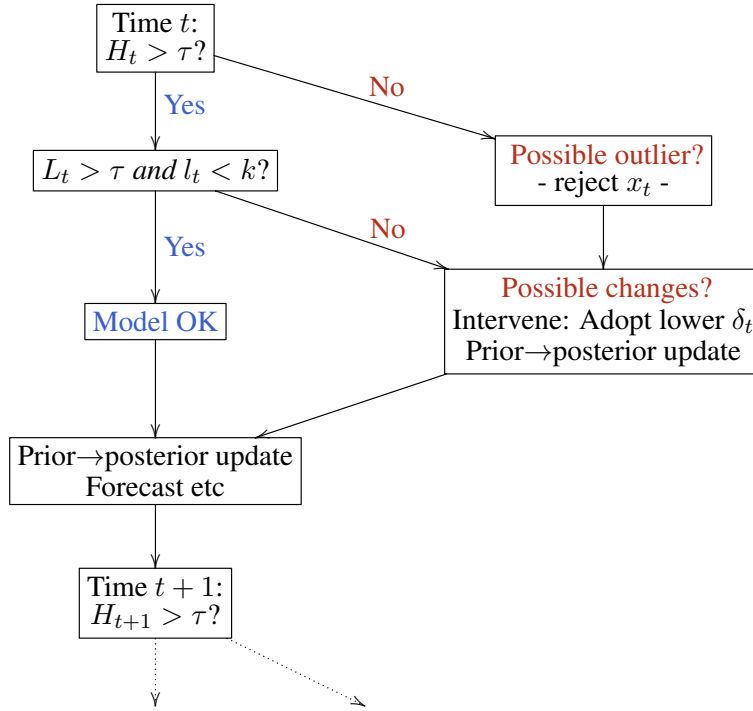 Time t:
H_t > τ?
No
Yes
Possible outlier?
- reject x_t -
L_t > τ and l_t < k?
No
Yes
Possible changes?
Intervene: Adopt lower δ_t
Prior→posterior update
Model OK
Prior→posterior update
Forecast etc
Time t + 1:
H_{t+1} > τ?